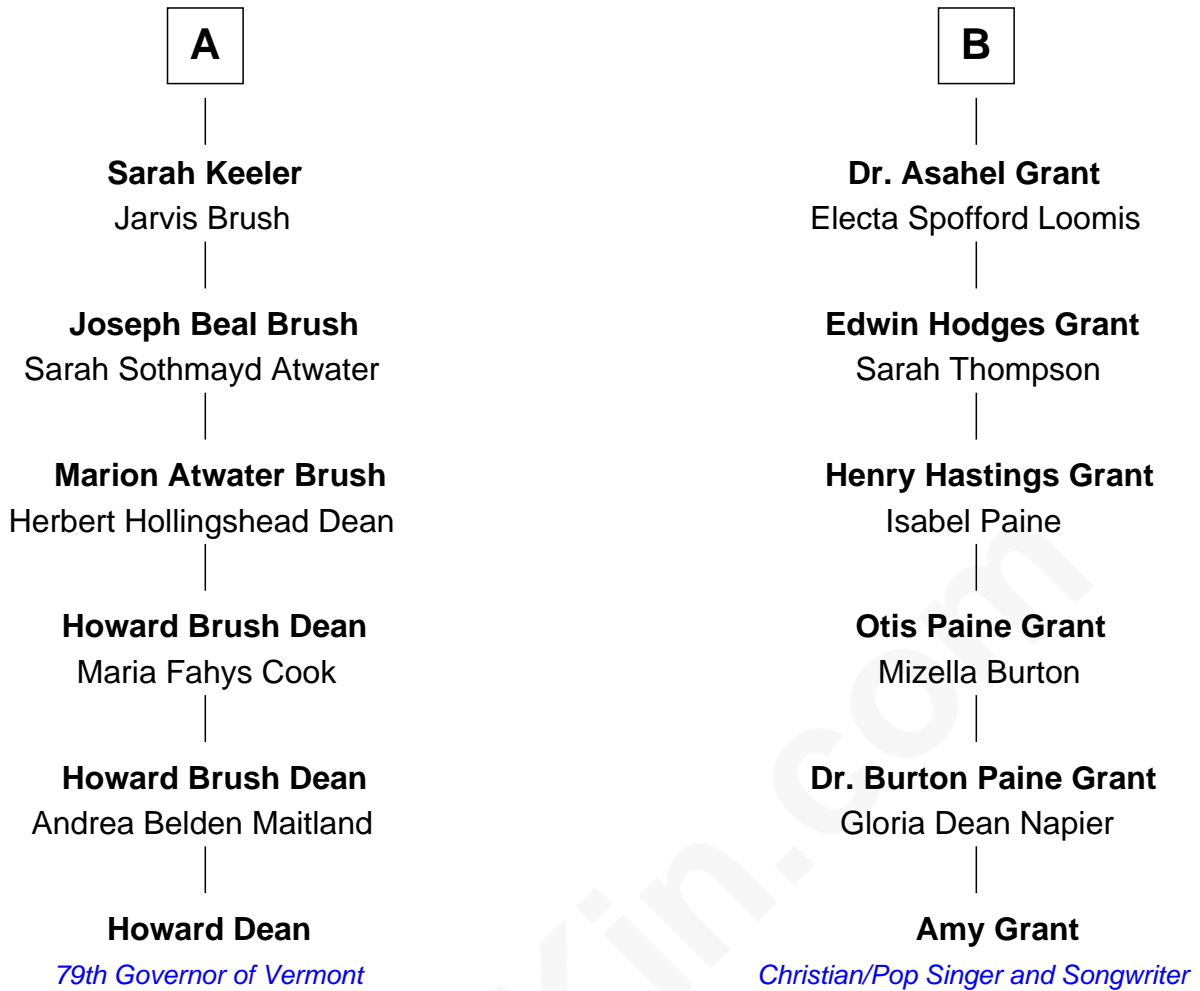 A
B
Sarah Keeler
Jarvis Brush
Dr. Asahel Grant
Electa Spofford Loomis
Joseph Beal Brush
Sarah Sothmayd Atwater
Edwin Hodges Grant
Sarah Thompson
Marion Atwater Brush
Herbert Hollingshead Dean
Henry Hastings Grant
Isabel Paine
Howard Brush Dean
Maria Fahys Cook
Otis Paine Grant
Mizella Burton
Howard Brush Dean
Andrea Belden Maitland
Dr. Burton Paine Grant
Gloria Dean Napier
Howard Dean
79th Governor of Vermont
Amy Grant
Christian/Pop Singer and Songwriter
Kin.com